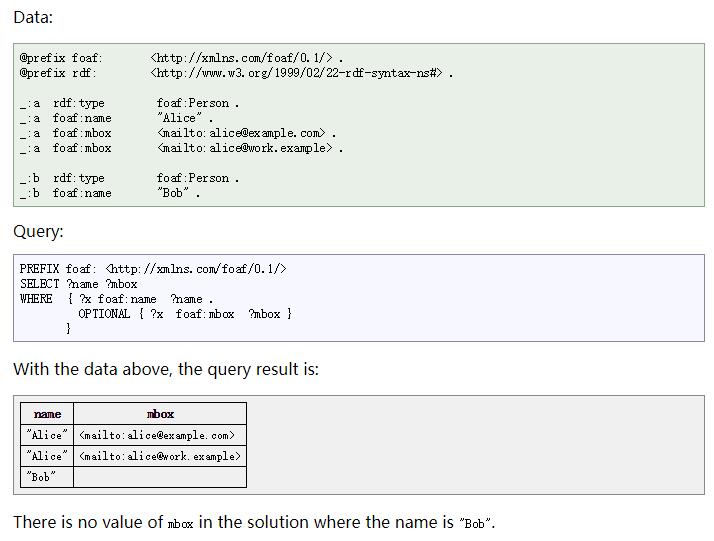 Data:
@prefix foaf: <http://xmlns.com/foaf/0.1/> .
@prefix rdf: <http://www.w3.org/1999/02/22-rdf-syntax-ns#> .
_:a rdf:type foaf:Person .
_:a foaf:name "Alice" .
_:a foaf:mbox <mailto:alice@example.com> .
_:a foaf:mbox <mailto:alice@work.example> .
_:b rdf:type foaf:Person .
_:b foaf:name "Bob" .
Query:
PREFIX foaf: <http://xmlns.com/foaf/0.1/>
SELECT ?name ?mbox
WHERE { ?x foaf:name ?name .
OPTIONAL { ?x foaf:mbox ?mbox }
}
With the data above, the query result is:
name mbox
"Alice" <mailto:alice@example.com>
"Alice" <mailto:alice@work.example>
"Bob"
There is no value of mbox in the solution where the name is "Bob".